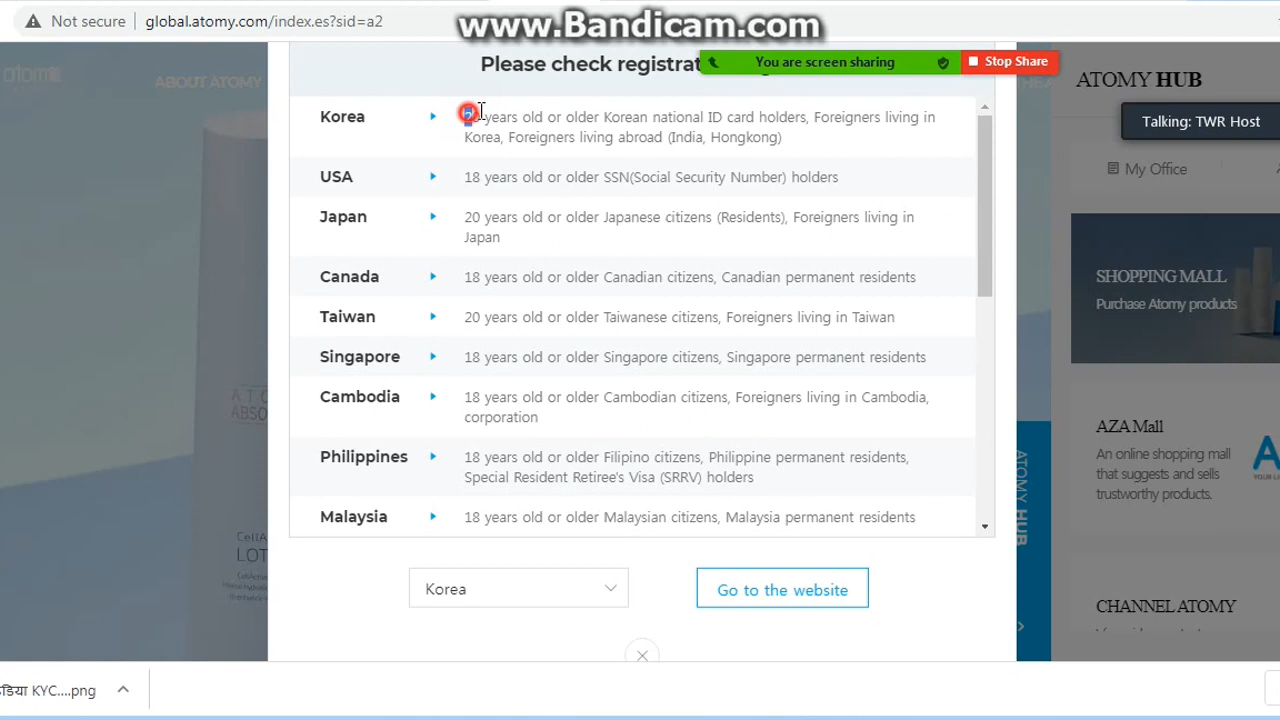 Not secure
global.atomy.com/index.es?sid=a2
www.Bandicam.com
Please check registrat
You are screen sharing
Stop Share
Talking: TWR Host
ABOUT ATOMY
ATOMY HUB
My Office
Korea
years old or older Korean national ID card holders, Foreigners living in
Korea, Foreigners living abroad (India, Hongkong)
USA
18 years old or older SSN(Social Security Number) holders
Japan
20 years old or older Japanese citizens (Residents), Foreigners living in
Japan
Canada
18 years old or older Canadian citizens, Canadian permanent residents
Taiwan
20 years old or older Taiwanese citizens, Foreigners living in Taiwan
Singapore
18 years old or older Singapore citizens, Singapore permanent residents
Cambodia
18 years old or older Cambodian citizens, Foreigners living in Cambodia,
corporation
Philippines
18 years old or older Filipino citizens, Philippine permanent residents,
Special Resident Retiree's Visa (SRRV) holders
Malaysia
18 years old or older Malaysian citizens, Malaysia permanent residents
Korea
Go to the website
SHOPPING MALL
Purchase Atomy products
AZA Mall
An online shopping mall
that suggests and sells
trustworthy products.
CHANNEL ATOMY
ATOMY HUB
KYC....png